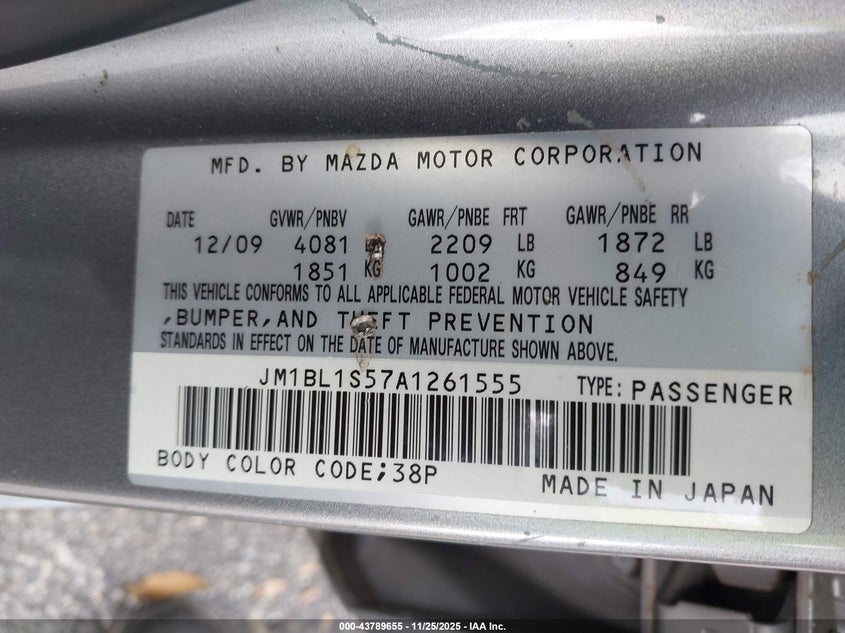 MFD. BY MAZDA MOTOR CORPORATION
DATE GVWR/PNBV GAWR/PNBE FRT GAWR/PNBE RR
12/09 4081 LB 2209 LB 1872 LB
1851 KG 1002 KG 849 KG
THIS VEHICLE CONFORMS TO ALL APPLICABLE FEDERAL MOTOR VEHICLE SAFETY
,BUMPER,AND THEFT PREVENTION
STANDARDS IN EFFECT ON THE DATE OF MANUFACTURE SHOWN ABOVE.
JM1BL1S57A1261555 TYPE: PASSENGER
BODY COLOR CODE;38P
MADE IN JAPAN
000-43789655 - 11/25/2025 - IAA Inc.